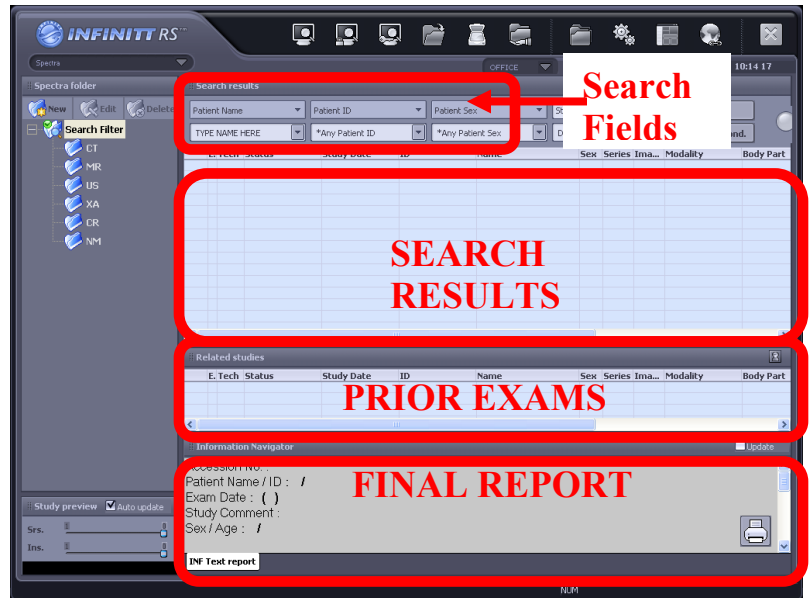 INFINITT RS™
OFFICE
Spectra
10:14 17
Spectra folder
New Edit Delete
Search Filter
CT
MR
US
XA
CR
NM
Search results
Patient Name Patient ID Patient Sex
TYPE NAME HERE *Any Patient ID *Any Patient Sex
Search
Fields
E. Tech Status Study Date ID Name Sex Series Ima... Modality Body Part
SEARCH
RESULTS
Related studies
E. Tech Status Study Date ID Name Sex Series Ima... Modality Body Part
PRIOR EXAMS
Information Navigator Update
Accession No. :
Patient Name / ID : /
Exam Date : ( )
Study Comment :
Sex / Age : /
FINAL REPORT
INF Text report
Study preview Auto update
Srs.
Ins.
NUM